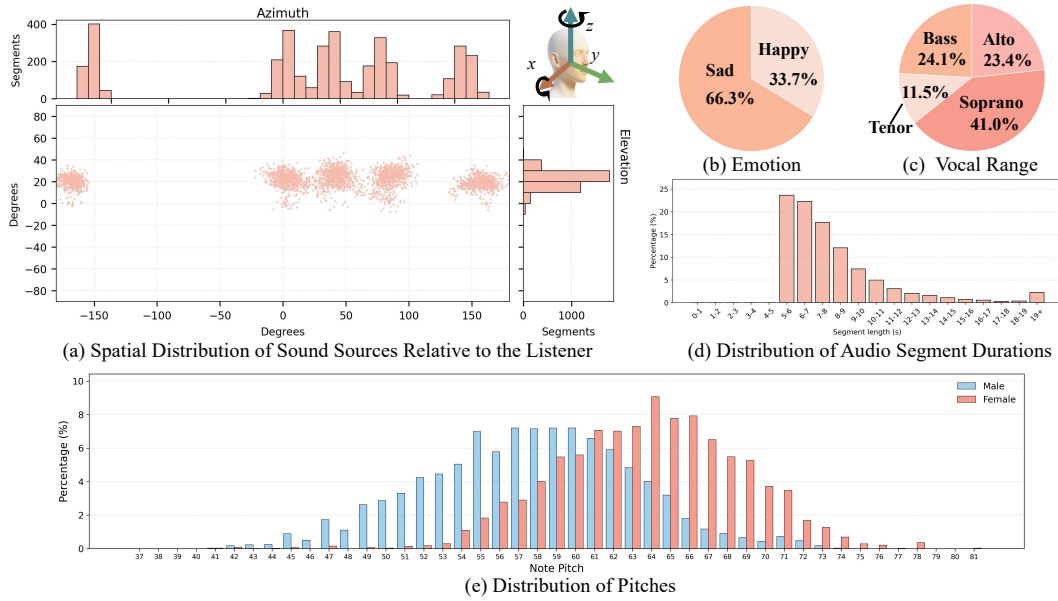 Azimuth
Segments
400
200
0
z
y
x
Degrees
80
60
40
20
0
−20
−40
−60
−80
−150
−100
−50
0
50
100
150
Degrees
Elevation
0
1000
Segments
(a) Spatial Distribution of Sound Sources Relative to the Listener
Happy
33.7%
Sad
66.3%
(b) Emotion
Bass
24.1%
Alto
23.4%
11.5%
Tenor
Soprano
41.0%
(c) Vocal Range
Percentage (%)
25
20
15
10
5
0
0-1 1-2 2-3 3-4 4-5 5-6 6-7 7-8 8-9 9-10 10-11 11-12 12-13 13-14 14-15 15-16 16-17 17-18 18-19 19+
Segment length (s)
(d) Distribution of Audio Segment Durations
Percentage (%)
10
8
6
4
2
0
Male
Female
37 38 39 40 41 42 43 44 45 46 47 48 49 50 51 52 53 54 55 56 57 58 59 60 61 62 63 64 65 66 67 68 69 70 71 72 73 74 75 76 77 78 79 80 81
Note Pitch
(e) Distribution of Pitches